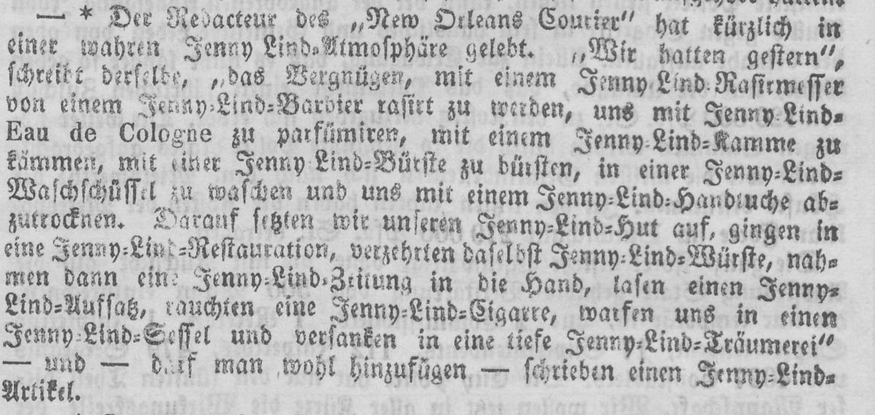 — * Der Redacteur des „New Orleans Courier" hat kürzlich in
einer wahren Jenny Lind-Atmosphäre gelebt. „Wir hatten gestern",
schreibt derselbe, „das Vergnügen, mit einem Jenny-Lind-Rasirmesser
von einem Jenny-Lind-Barbier rasirt zu werden, uns mit Jenny-Lind-
Eau de Cologne zu parfümiren, mit einem Jenny-Lind-Kamme zu
kämmen, mit einer Jenny-Lind-Bürste zu bürsten, in einer Jenny-Lind-
Waschschüssel zu waschen und uns mit einem Jenny-Lind-Handtuche ab-
zutrocknen. Darauf setzten wir unseren Jenny-Lind-Hut auf, gingen in
eine Jenny-Lind-Restauration, verzehrten daselbst Jenny-Lind-Würste, nah-
men dann eine Jenny-Lind-Zeitung in die Hand, lasen einen Jenny-
Lind-Aufsatz, rauchten eine Jenny-Lind-Cigarre, warfen uns in einen
Jenny-Lind-Sessel und versanken in eine tiefe Jenny-Lind-Träumerei"
— und — darf man wohl hinzufügen — schrieben einen Jenny-Lind-
Artikel.